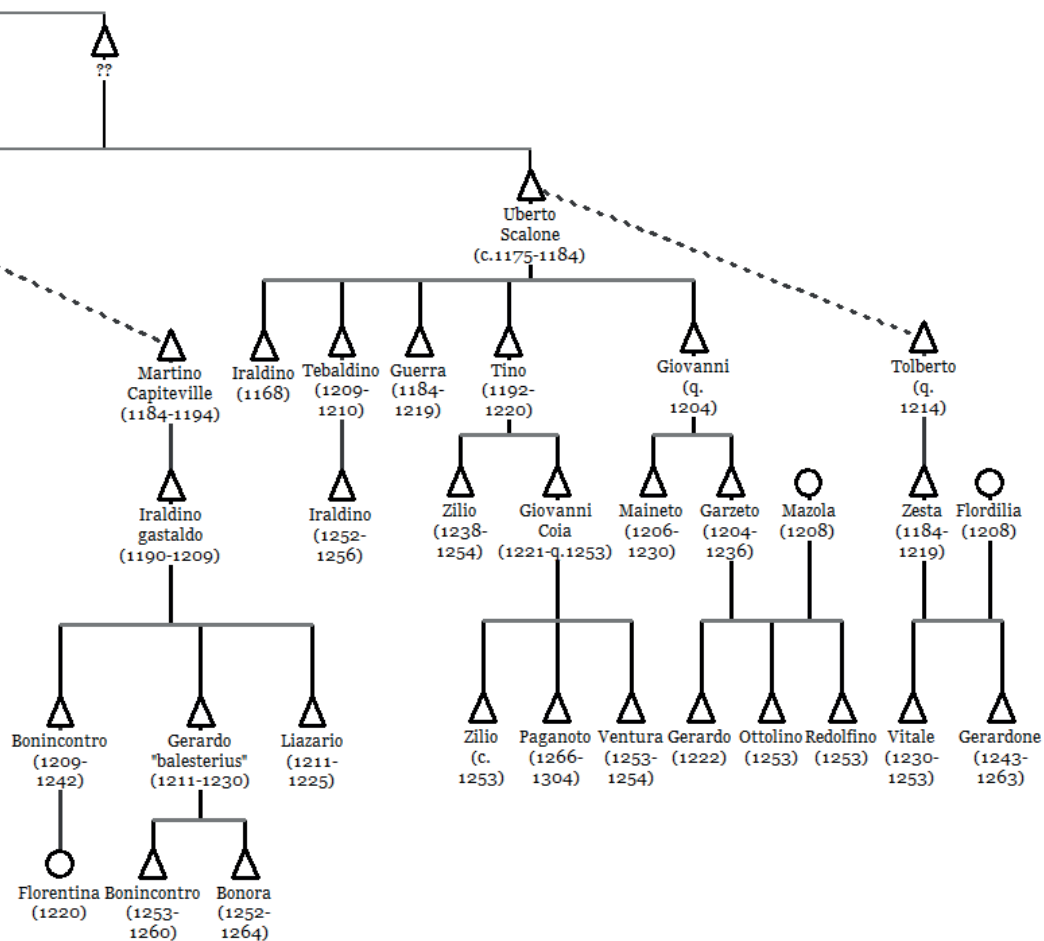 ??
Uberto
Scalone
(c.1175-1184)
Martino
Capiteville
(1184-1194)
Iraldino
(1168)
Tebaldino
(1209-
1210)
Guerra
(1184-
1219)
Tino
(1192-
1220)
Giovanni
(q.
1204)
Tolberto
(q.
1214)
Iraldino
gastaldo
(1190-1209)
Iraldino
(1252-
1256)
Zilio
(1238-
1254)
Giovanni
Coia
(1221-q.1253)
Maineto
(1206-
1230)
Garzeto
(1204-
1236)
Mazola
(1208)
Zesta
(1184-
1219)
Flordilia
(1208)
Bonincontro
(1209-
1242)
Gerardo
"balesterius"
(1211-1230)
Liazario
(1211-
1225)
Zilio
(c.
1253)
Paganoto
(1266-
1304)
Ventura
(1253-
1254)
Gerardo
(1222)
Ottolino
(1253)
Redolfino
(1253)
Vitale
(1230-
1253)
Gerardone
(1243-
1263)
Florentina
(1220)
Bonincontro
(1253-
1260)
Bonora
(1252-
1264)